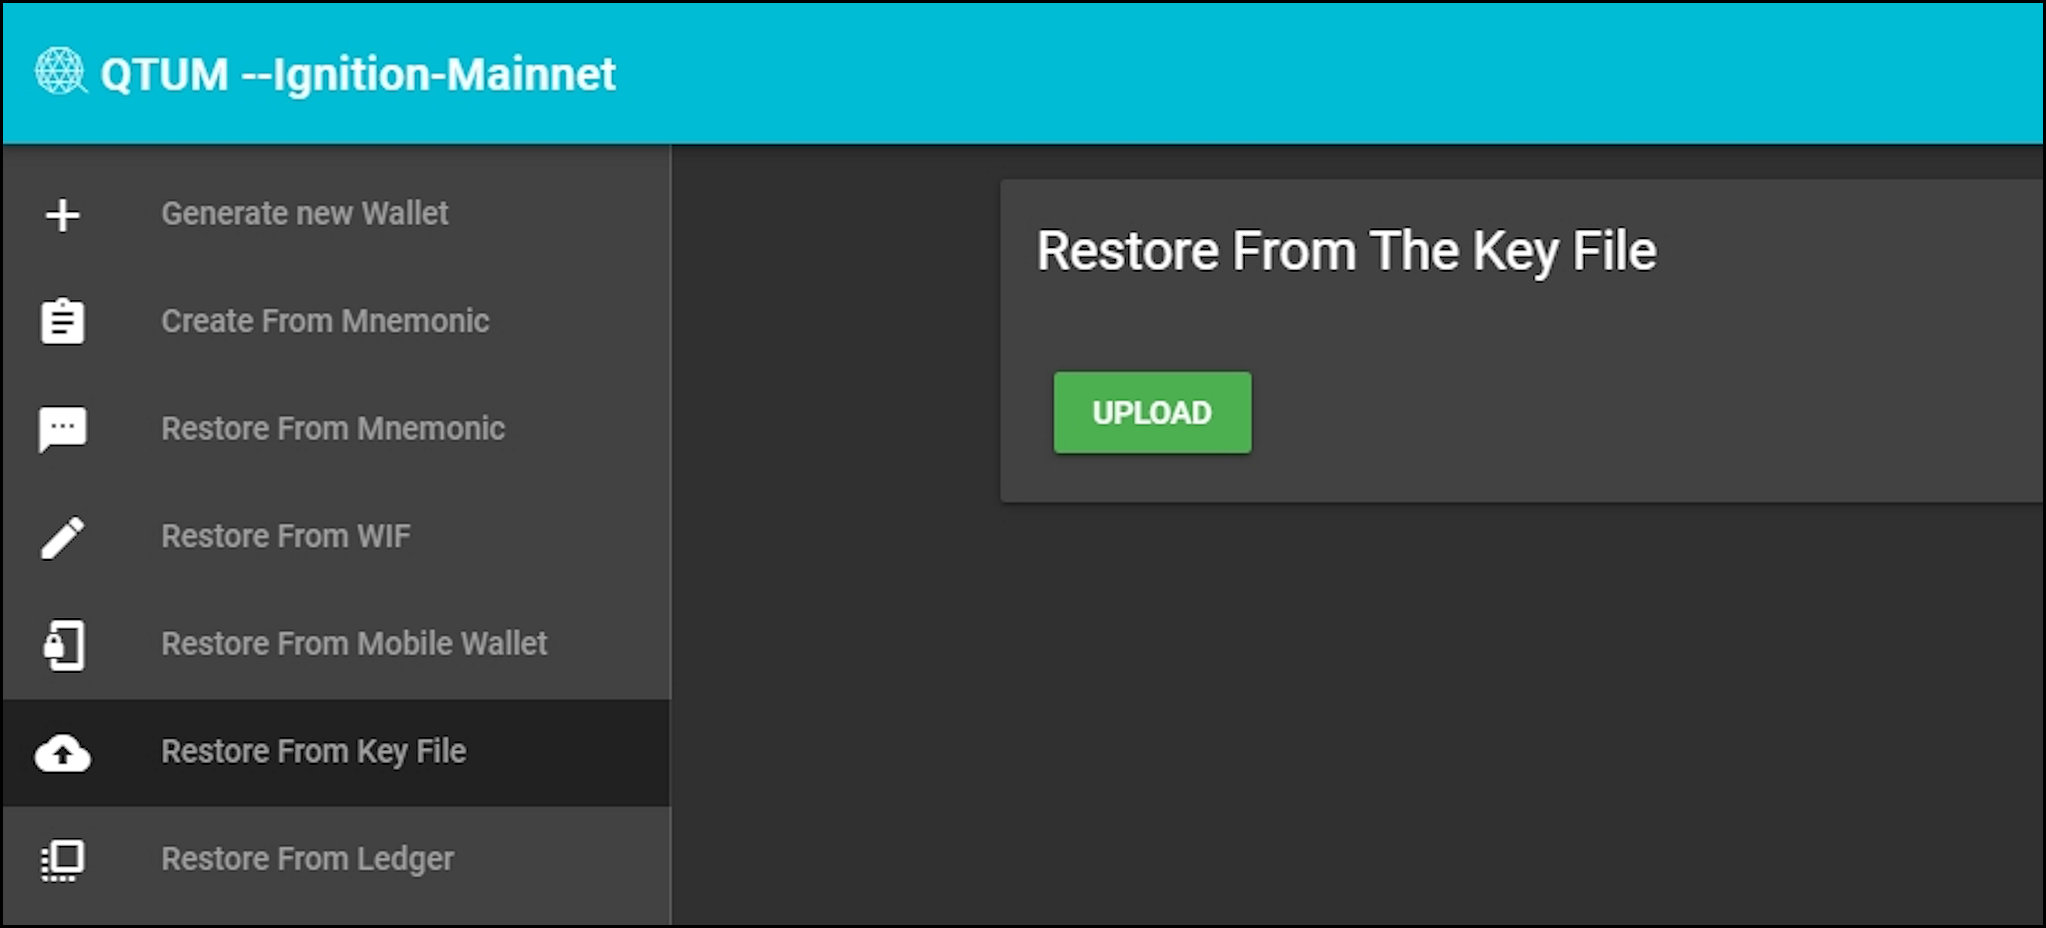 QTUM --Ignition-Mainnet
Generate new Wallet
Create From Mnemonic
Restore From Mnemonic
Restore From WIF
Restore From Mobile Wallet
Restore From Key File
Restore From Ledger
Restore From The Key File
UPLOAD